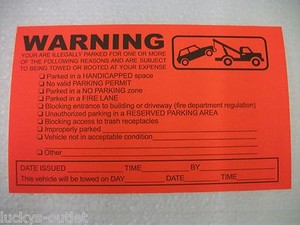 WARNING
YOUR ARE ILLEGALLY PARKED FOR ONE OR MORE
OF THE FOLLOWING REASONS AND ARE SUBJECT
TO BEING TOWED OR BOOTED AT YOUR EXPENSE
Parked in a HANDICAPPED space
No valid PARKING PERMIT
Parked in a NO PARKING zone
Parked in a FIRE LANE
Blocking entrance to building or driveway (fire department regulation)
Unauthorized parking in a RESERVED PARKING AREA
Blocking access to trash receptacles
Improperly parked
Vehicle not in acceptable condition
Other
DATE ISSUED TIME BY
This vehicle will be towed on DAY DATE TIME
luckys-outlet